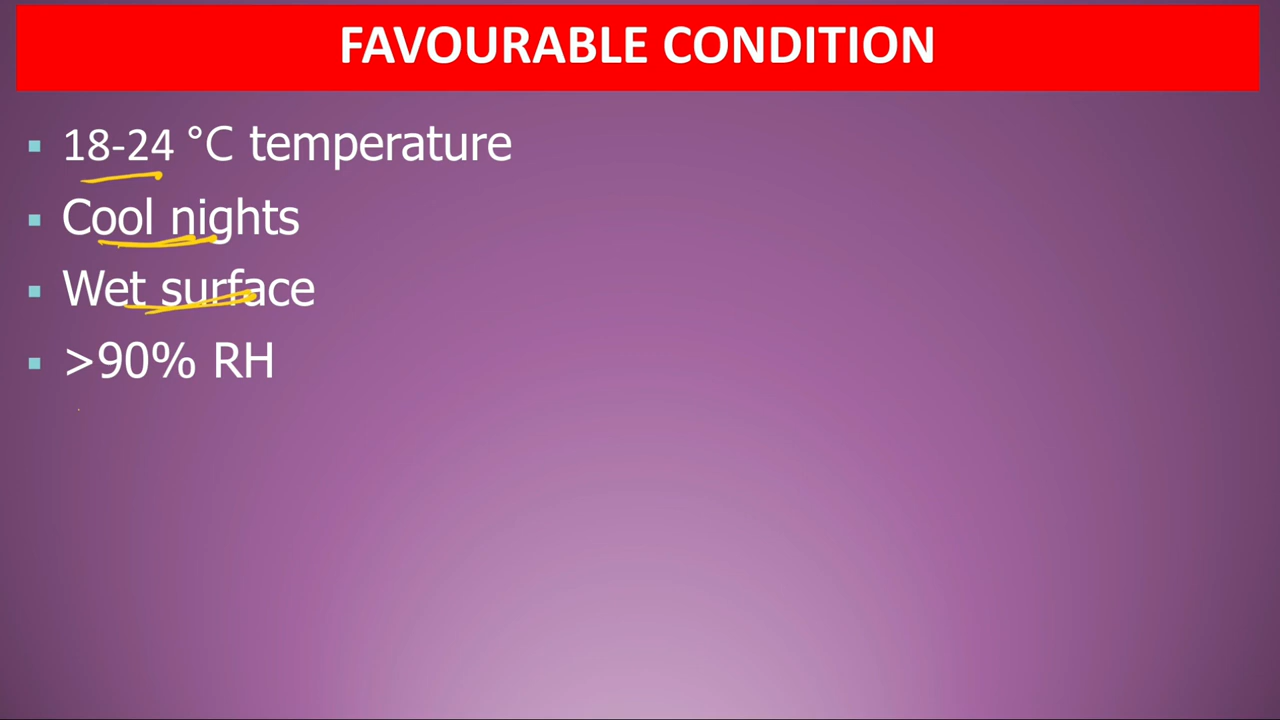 FAVOURABLE CONDITION
▪ 18-24 °C temperature
▪ Cool nights
▪ Wet surface
▪ >90% RH